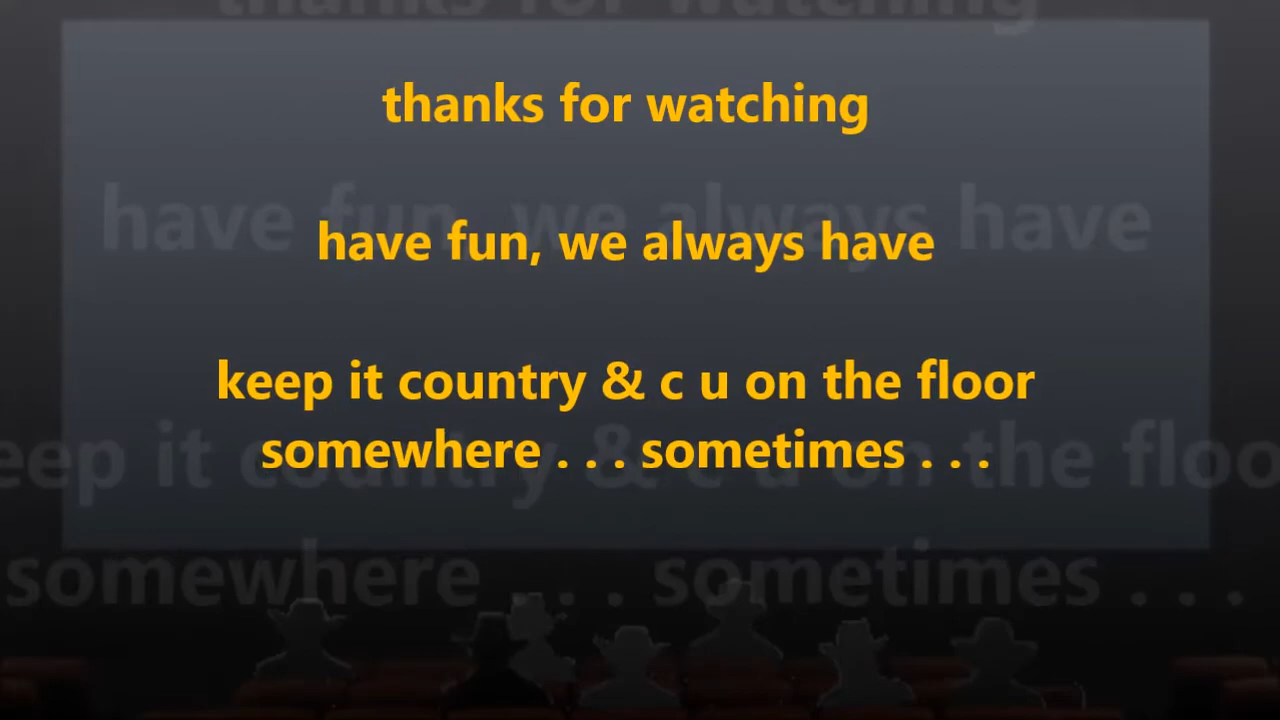 thanks for watching
have fun, we always have
keep it country & c u on the floor
somewhere . . . sometimes . . .